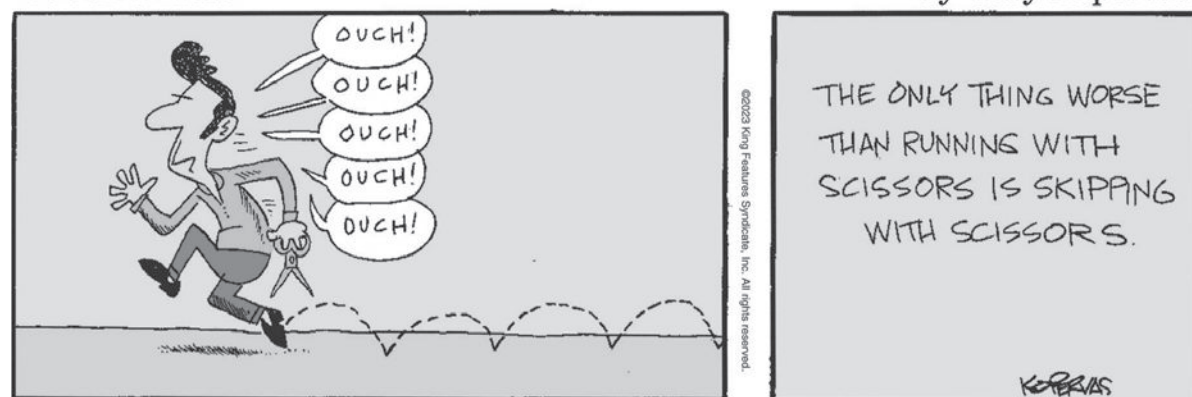 OUCH!
OUCH!
OUCH!
OUCH!
OUCH!
©2023 King Features Syndicate, Inc. All rights reserved.
THE ONLY THING WORSE
THAN RUNNING WITH
SCISSORS IS SKIPPING
WITH SCISSORS.
KOPERVAS